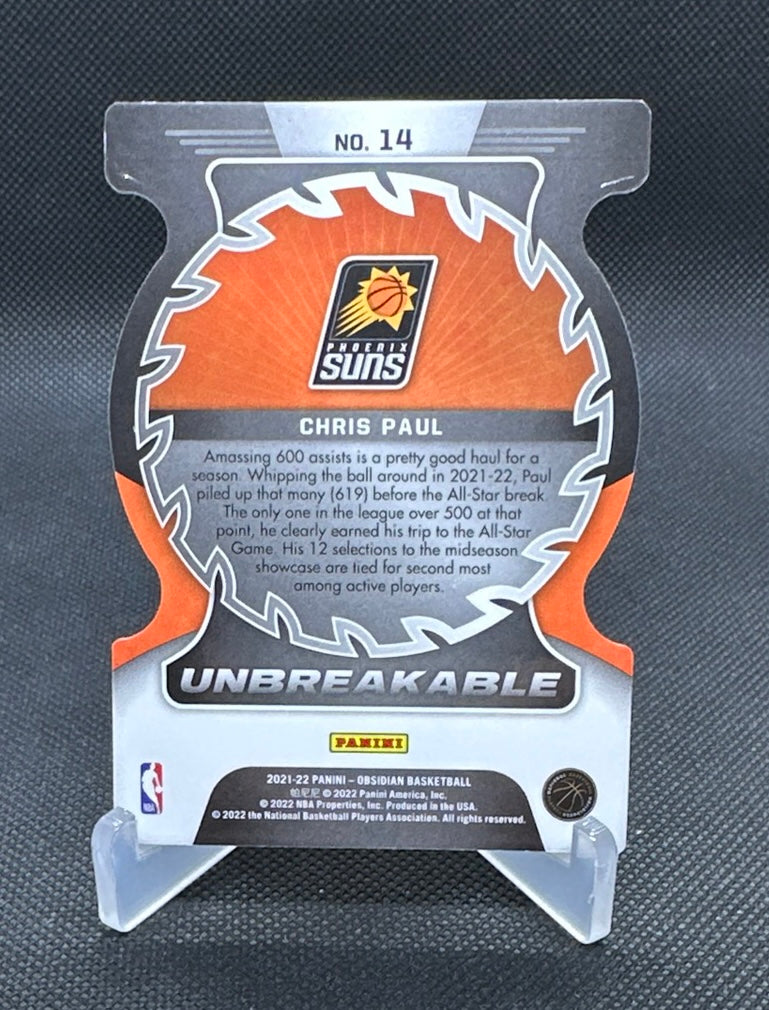 NO. 14
PHOENIX
SUNS
CHRIS PAUL
Amassing 600 assists is a pretty good haul for a
season. Whipping the ball around in 2021-22, Paul
piled up that many (619) before the All-Star break.
The only one in the league over 500 at that
point, he clearly earned his trip to the All-Star
Game. His 12 selections to the midseason
showcase are tied for second most
among active players.
UNBREAKABLE
PANINI
2021-22 PANINI – OBSIDIAN BASKETBALL
帕尼尼 © 2022 Panini America, Inc.
© 2022 NBA Properties, Inc. Produced in the USA.
© 2022 the National Basketball Players Association. All rights reserved.
NBA